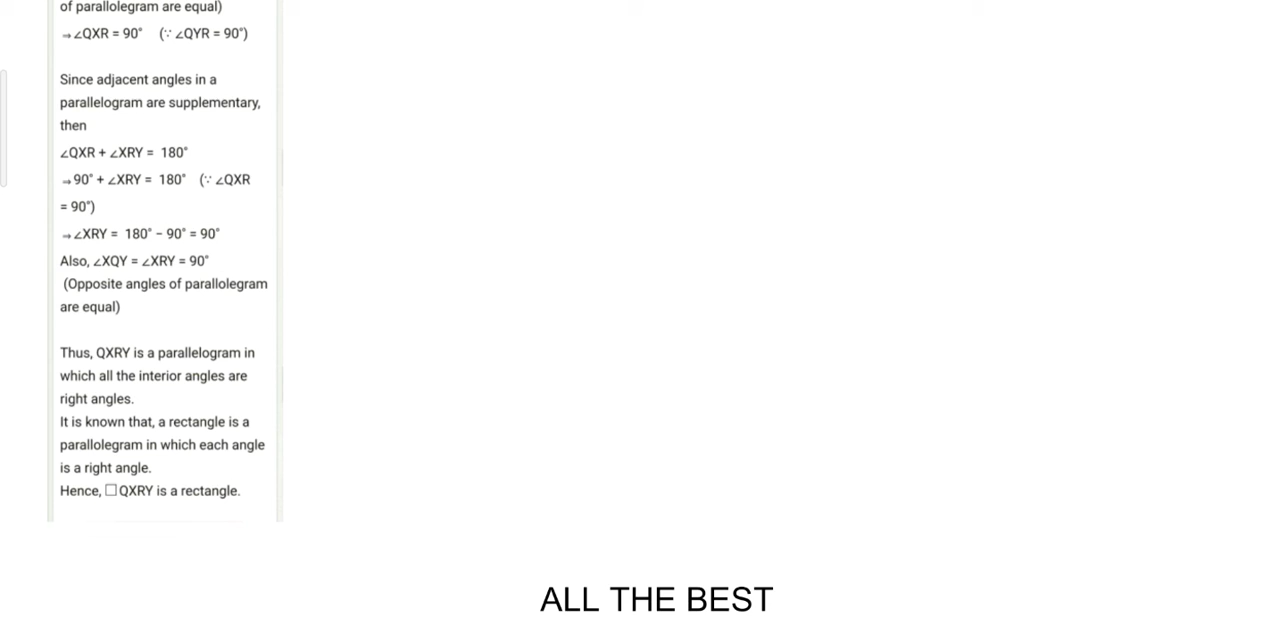 of parallolegram are equal)
→∠QXR = 90° (∵ ∠QYR = 90°)
Since adjacent angles in a
parallelogram are supplementary,
then
∠QXR + ∠XRY = 180°
→90° + ∠XRY = 180° (∵ ∠QXR
= 90°)
→∠XRY = 180° − 90° = 90°
Also, ∠XQY = ∠XRY = 90°
(Opposite angles of parallolegram
are equal)
Thus, QXRY is a parallelogram in
which all the interior angles are
right angles.
It is known that, a rectangle is a
parallolegram in which each angle
is a right angle.
Hence, □QXRY is a rectangle.
ALL THE BEST